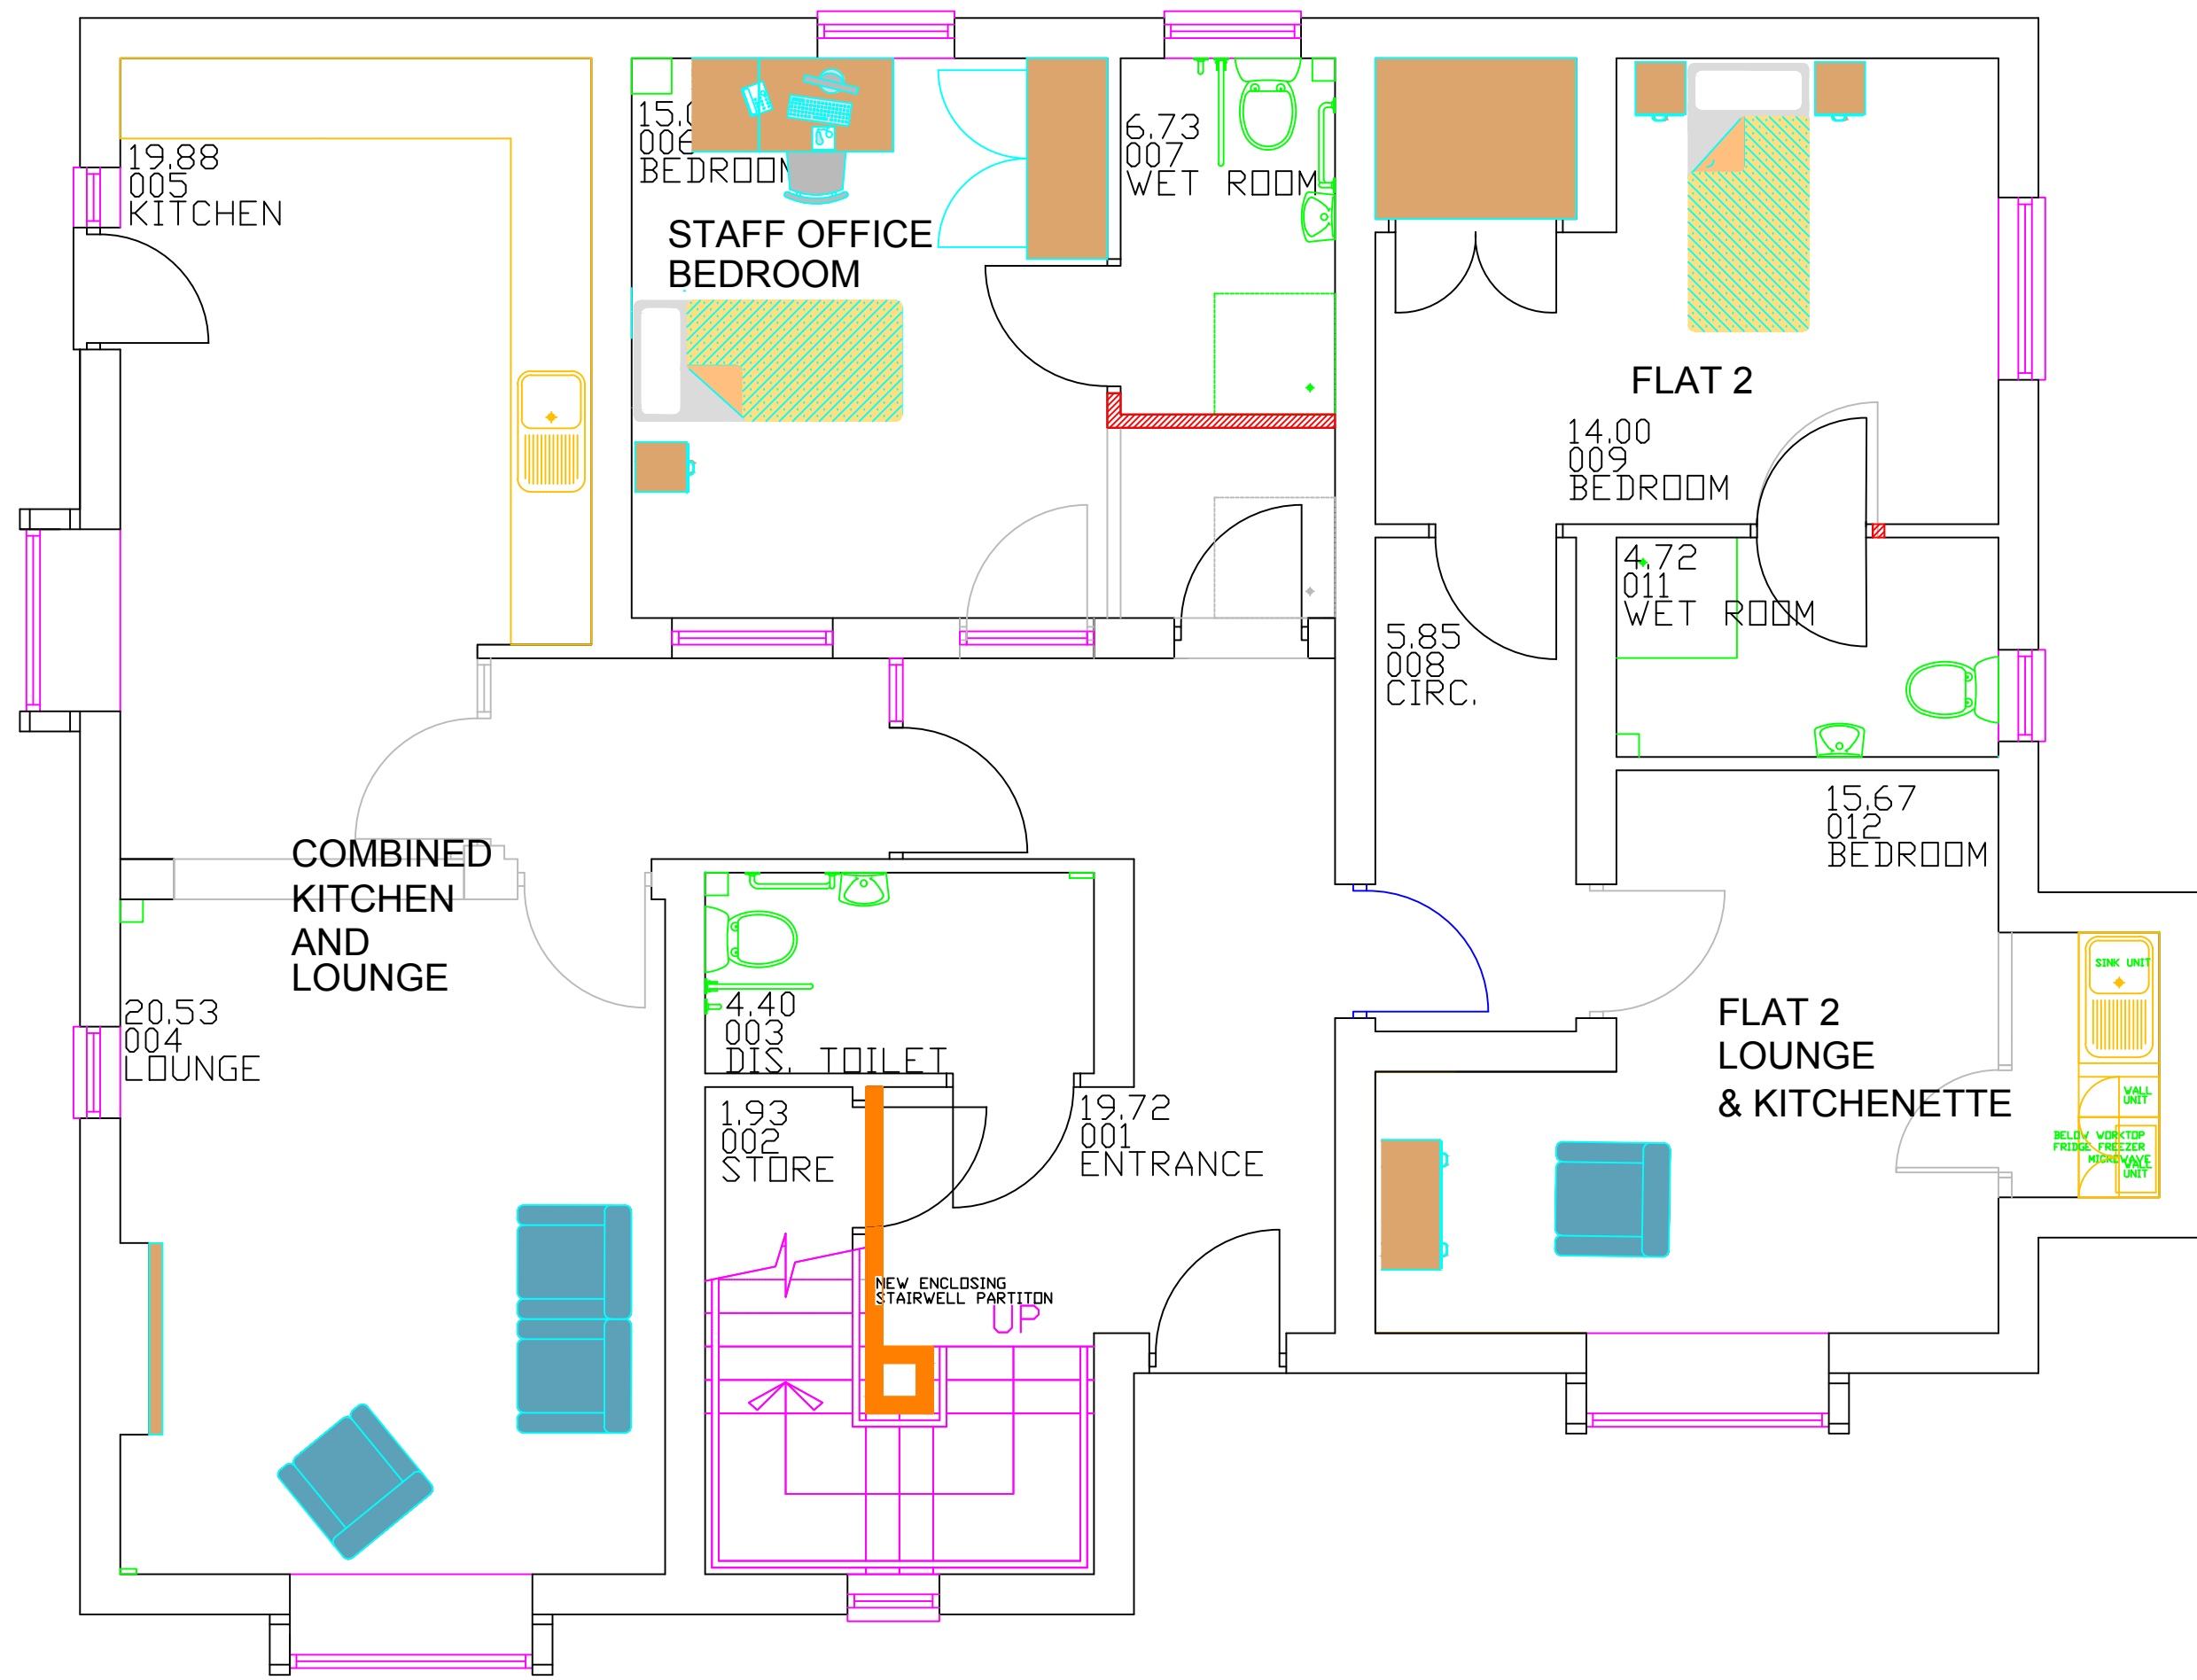 19.88
005
KITCHEN
006
BEDROOM
STAFF OFFICE
BEDROOM
6.73
007
WET ROOM
FLAT 2
14.00
009
BEDROOM
4.72
011
WET ROOM
5.85
008
CIRC.
15.67
012
BEDROOM
COMBINED
KITCHEN
AND
LOUNGE
20.53
004
LOUNGE
4.40
003
DIS. TOILET
1.93
002
STORE
19.72
001
ENTRANCE
NEW ENCLOSING
STAIRWELL PARTITON
UP
FLAT 2
LOUNGE
& KITCHENETTE
SINK UNIT
WALL
UNIT
BELOW WORKTOP
FRIDGE FREEZER
MICROWAVE
WALL
UNIT